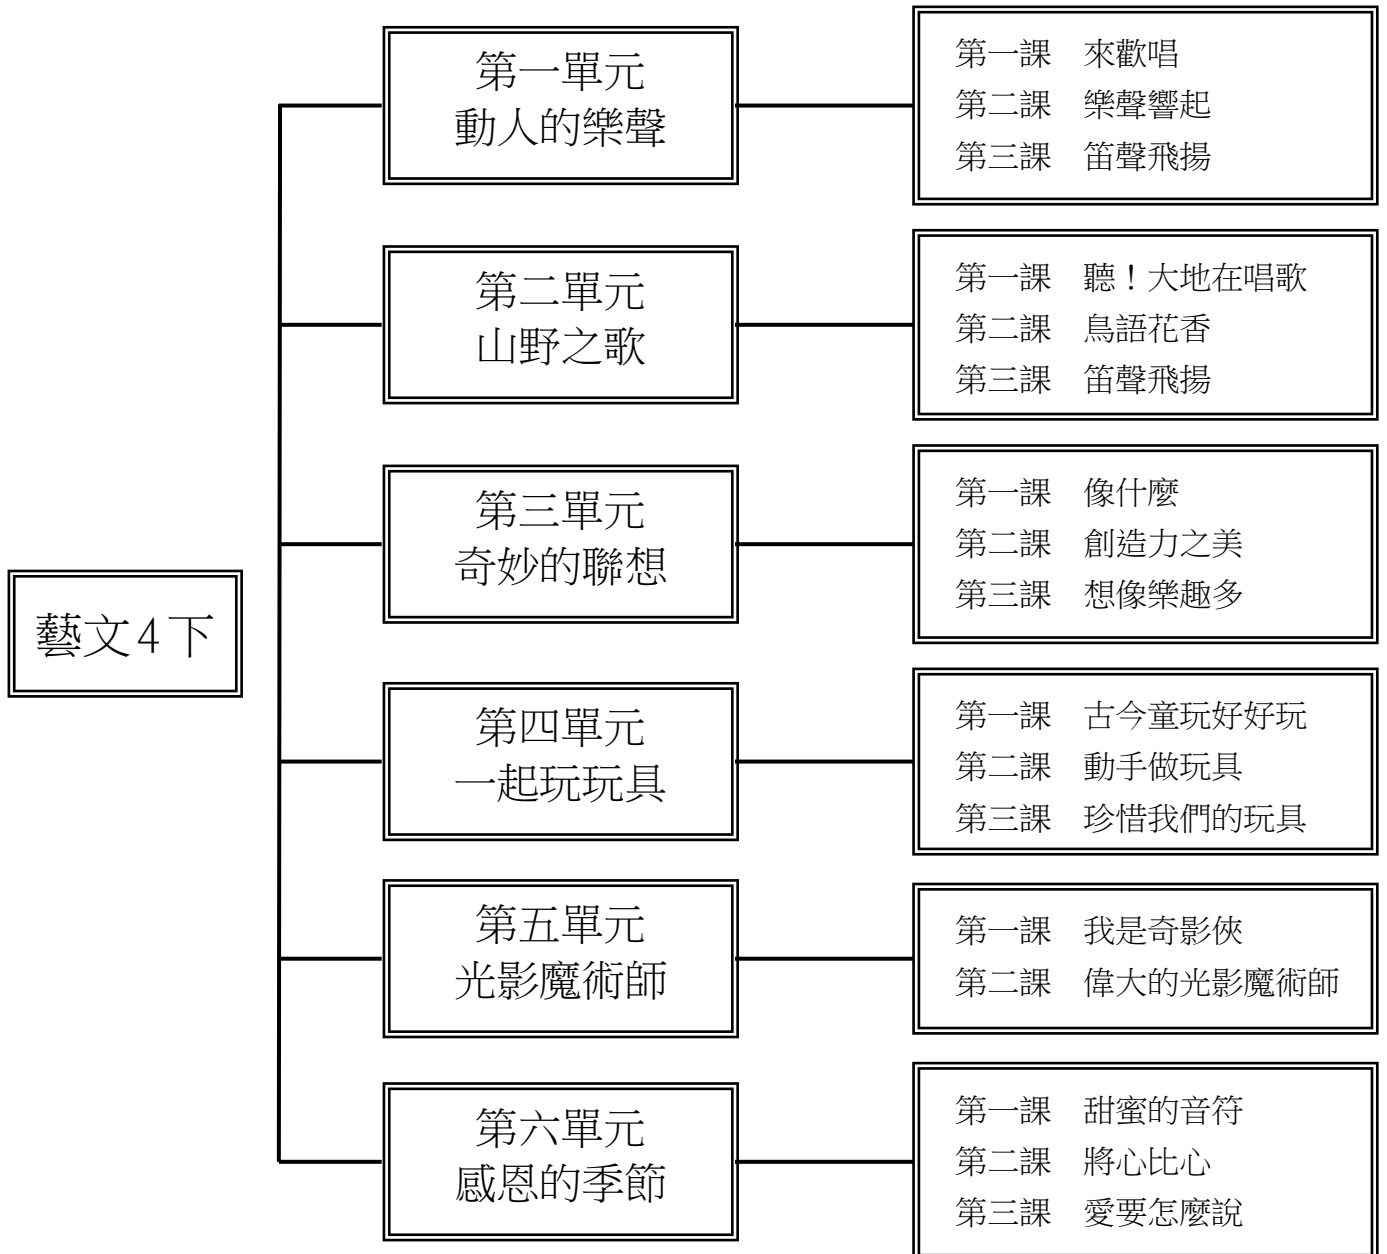 藝文4下
第一單元
動人的樂聲
第一課　來歡唱
第二課　樂聲響起
第三課　笛聲飛揚
第二單元
山野之歌
第一課　聽！大地在唱歌
第二課　鳥語花香
第三課　笛聲飛揚
第三單元
奇妙的聯想
第一課　像什麼
第二課　創造力之美
第三課　想像樂趣多
第四單元
一起玩玩具
第一課　古今童玩好好玩
第二課　動手做玩具
第三課　珍惜我們的玩具
第五單元
光影魔術師
第一課　我是奇影俠
第二課　偉大的光影魔術師
第六單元
感恩的季節
第一課　甜蜜的音符
第二課　將心比心
第三課　愛要怎麼說